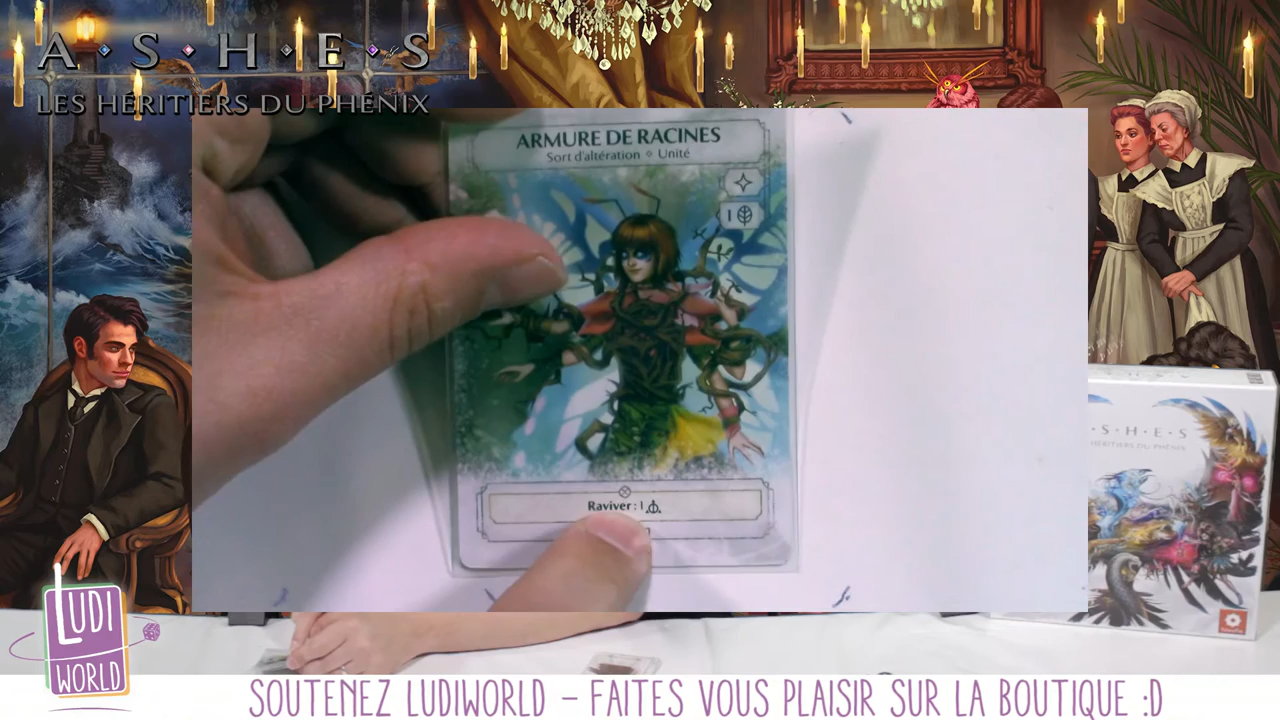 A·S·H·E·S
LES HÉRITIERS DU PHÉNIX
ARMURE DE RACINES
Sort d'altération ⋄ Unité
1
Raviver : 1
·S·H·E·S
HÉRITIERS DU PHÉNIX
LUDI
WORLD
SOUTENEZ LUDIWORLD – FAITES VOUS PLAISIR SUR LA BOUTIQUE :D